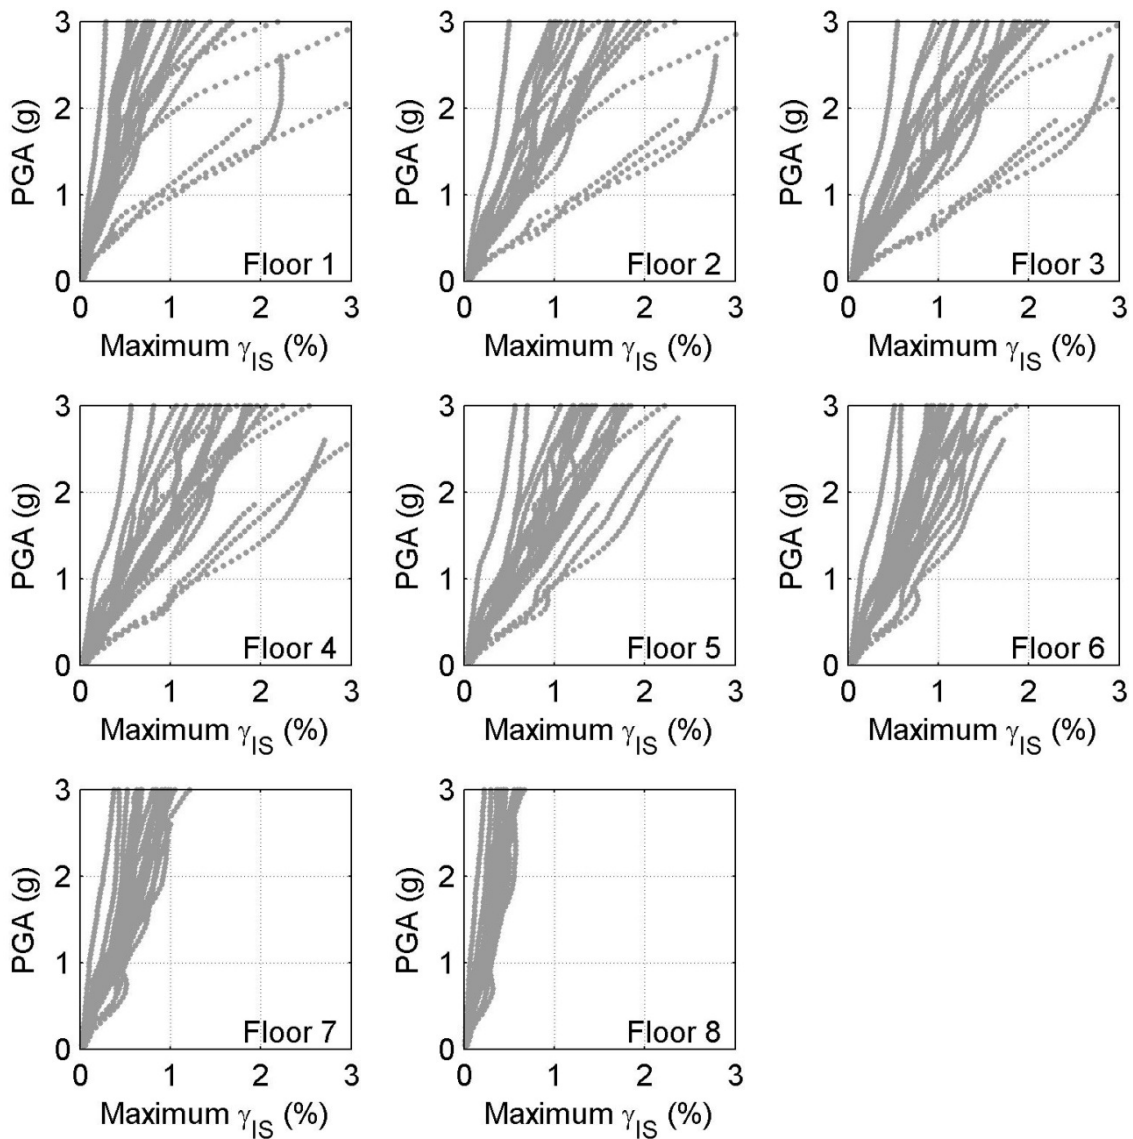 3
3
3
PGA (g)
2
PGA (g)
2
PGA (g)
2
1
1
1
0
Floor 1
0
Floor 2
0
Floor 3
0 1 2 3
0 1 2 3
0 1 2 3
Maximum γIS (%)
Maximum γIS (%)
Maximum γIS (%)
3
3
3
PGA (g)
2
PGA (g)
2
PGA (g)
2
1
1
1
0
Floor 4
0
Floor 5
0
Floor 6
0 1 2 3
0 1 2 3
0 1 2 3
Maximum γIS (%)
Maximum γIS (%)
Maximum γIS (%)
3
3
PGA (g)
2
PGA (g)
2
1
1
0
Floor 7
0
Floor 8
0 1 2 3
0 1 2 3
Maximum γIS (%)
Maximum γIS (%)